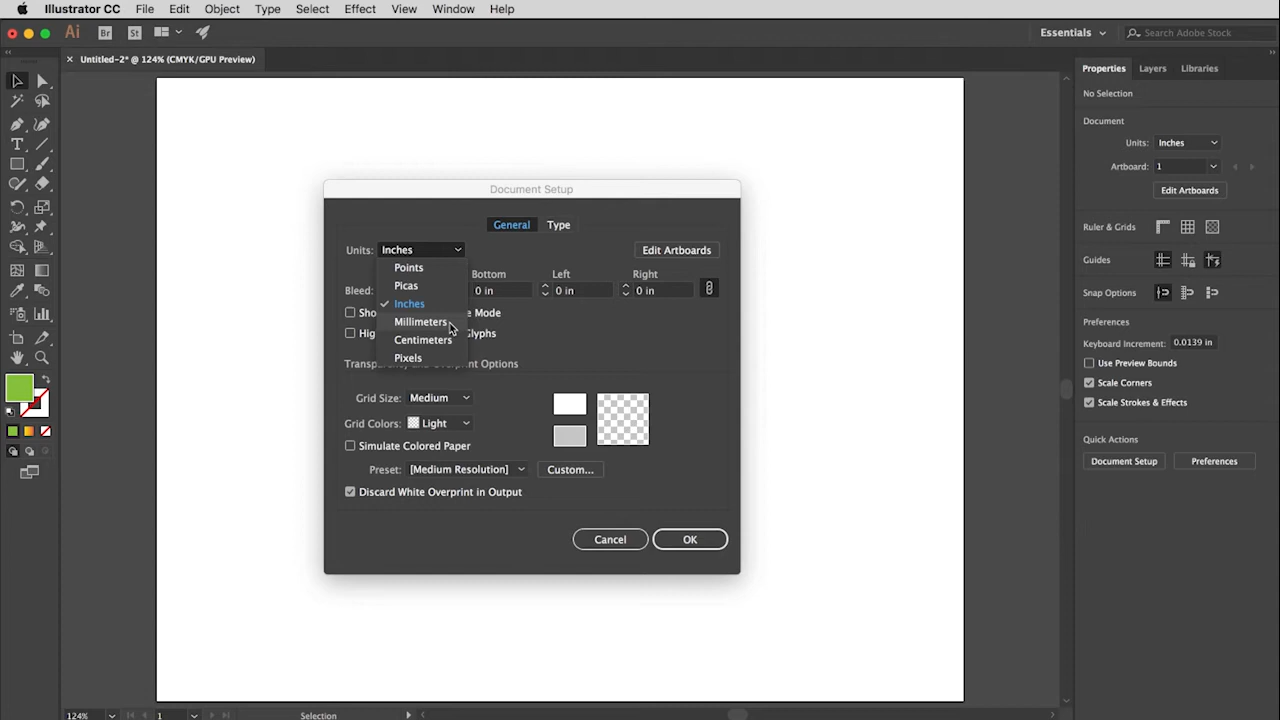 Illustrator CC File Edit Object Type Select Effect View Window Help
Ai Br St Essentials Search Adobe Stock
× Untitled-2* @ 124% (CMYK/GPU Preview)
Properties Layers Libraries
No Selection
Document
Units: Inches
Artboard: 1
Edit Artboards
Ruler & Grids
Guides
Snap Options
Preferences
Keyboard Increment: 0.0139 in
Use Preview Bounds
Scale Corners
Scale Strokes & Effects
Quick Actions
Document Setup Preferences
Document Setup
General Type
Units: Inches Edit Artboards
Points
Picas
Inches
Millimeters
Centimeters
Pixels
Bottom Left Right
Bleed: 0 in 0 in 0 in
Sho e Mode
Hig Glyphs
Transparency and Overprint Options
Grid Size: Medium
Grid Colors: Light
Simulate Colored Paper
Preset: [Medium Resolution] Custom...
Discard White Overprint in Output
Cancel OK
124% 1 Selection